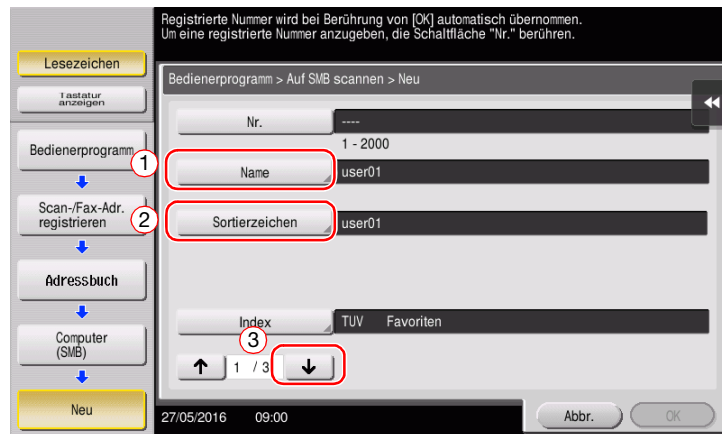 Registrierte Nummer wird bei Berührung von [OK] automatisch übernommen.
Um eine registrierte Nummer anzugeben, die Schaltfläche "Nr." berühren.
Lesezeichen
Tastatur
anzeigen
Bedienerprogramm
Scan-/Fax-Adr.
registrieren
Adressbuch
Computer
(SMB)
Neu
Bedienerprogramm > Auf SMB scannen > Neu
Nr.
----
1 - 2000
1
Name
user01
2
Sortierzeichen
user01
Index
TUV Favoriten
3
↑ 1 / 3 ↓
27/05/2016 09:00
Abbr.
OK